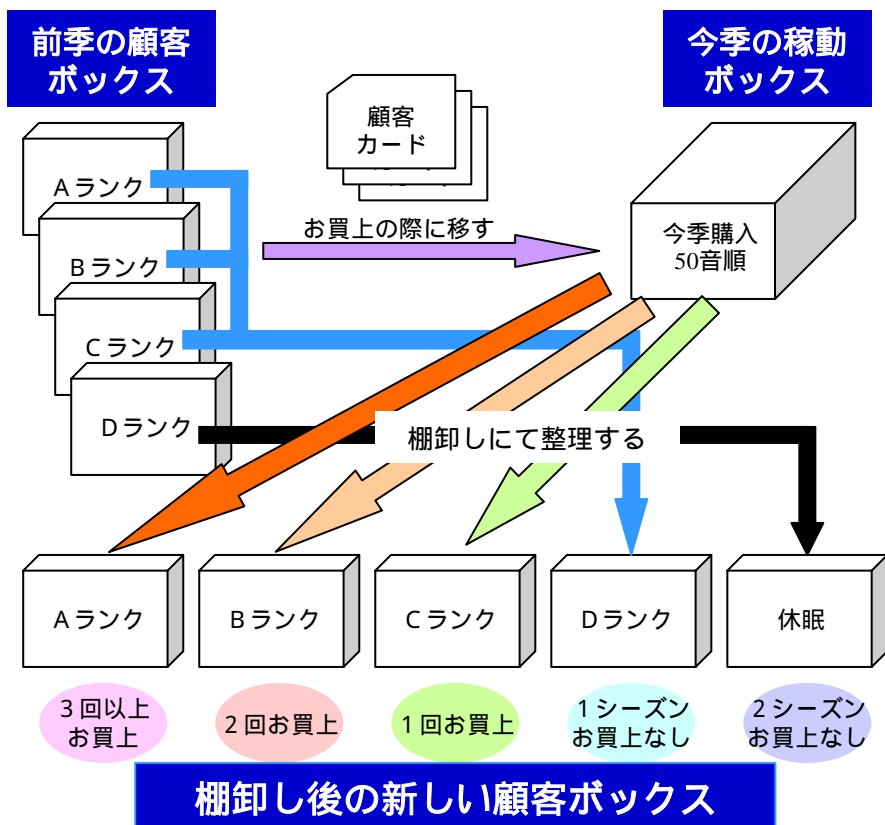 前季の顧客
ボックス
今季の稼動
ボックス
顧客
カード
Aランク
Bランク
Cランク
Dランク
お買上の際に移す
今季購入
50音順
棚卸しにて整理する
Aランク
Bランク
Cランク
Dランク
休眠
3回以上
お買上
2回お買上
1回お買上
1シーズン
お買上なし
2シーズン
お買上なし
棚卸し後の新しい顧客ボックス